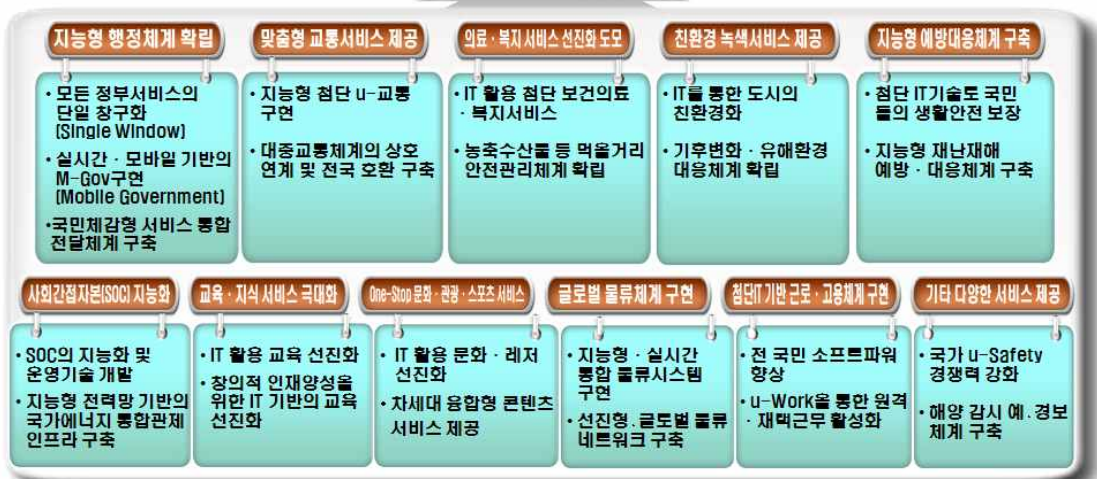 지능형 행정체계 확립
• 모든 정부서비스의
단일 창구화
(Single Window)
• 실시간 · 모바일 기반의
M-Gov구현
(Mobile Government)
•국민체감형 서비스 통합
전달체계 구축
맞춤형 교통서비스 제공
• 지능형 첨단 u-교통
구현
• 대중교통체계의 상호
연계 및 전국 호환 구축
의료 · 복지 서비스 선진화 도모
• IT 활용 첨단 보건의료
· 복지서비스
• 농축수산물 등 먹을거리
안전관리체계 확립
친환경 녹색서비스 제공
• IT를 통한 도시의
친환경화
• 기후변화 · 유해환경
대응체계 확립
지능형 예방대응체계 구축
• 첨단 IT기술로 국민
들의 생활안전 보장
• 지능형 재난재해
예방 · 대응체계 구축
사회간접자본(SOC) 지능화
• SOC의 지능화 및
운영기술 개발
• 지능형 전력망 기반의
국가에너지 통합관제
인프라 구축
교육 · 지식 서비스 극대화
• IT 활용 교육 선진화
• 창의적 인재양성을
위한 IT 기반의 교육
선진화
One-Stop 문화 · 관광 · 스포츠 서비스
• IT 활용 문화 · 레저
선진화
• 차세대 융합형 콘텐츠
서비스 제공
글로벌 물류체계 구현
• 지능형 · 실시간
통합 물류시스템
구현
• 선진형.글로벌 물류
네트워크 구축
첨단IT 기반 근로 · 고용체계 구현
• 전 국민 소프트파워
향상
• u-Work을 통한 원격
· 재택근무 활성화
기타 다양한 서비스 제공
• 국가 u-Safety
경쟁력 강화
• 해양 감시 예.경보
체계 구축